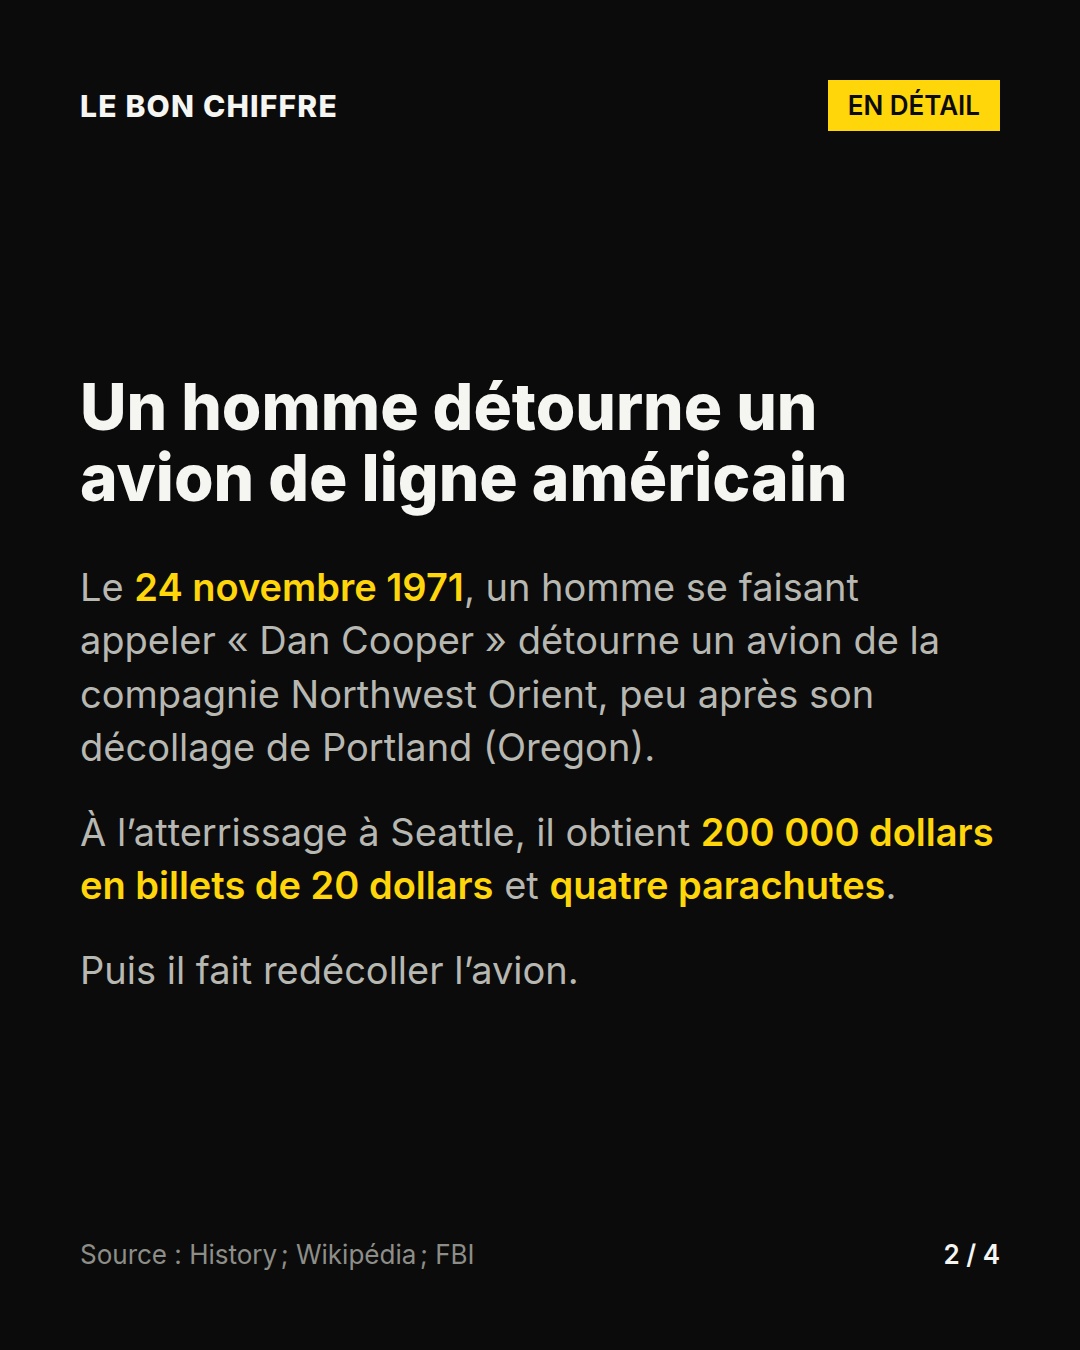 LE BON CHIFFRE
EN DÉTAIL
Un homme détourne un
avion de ligne américain
Le 24 novembre 1971, un homme se faisant
appeler « Dan Cooper » détourne un avion de la
compagnie Northwest Orient, peu après son
décollage de Portland (Oregon).
À l’atterrissage à Seattle, il obtient 200 000 dollars
en billets de 20 dollars et quatre parachutes.
Puis il fait redécoller l’avion.
Source : History ; Wikipédia ; FBI
2 / 4